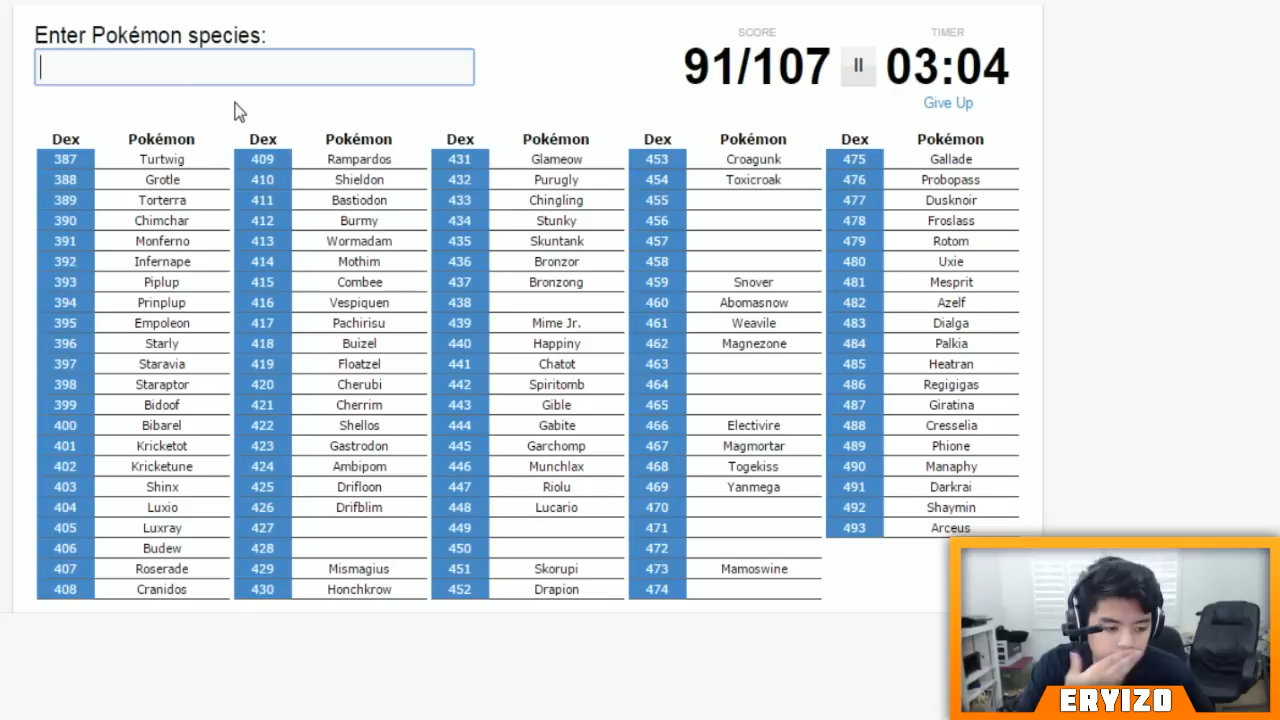 Enter Pokémon species:
SCORE
TIMER
91/107
03:04
Give Up
Dex Pokémon Dex Pokémon Dex Pokémon Dex Pokémon Dex Pokémon
387 Turtwig 409 Rampardos 431 Glameow 453 Croagunk 475 Gallade
388 Grotle 410 Shieldon 432 Purugly 454 Toxicroak 476 Probopass
389 Torterra 411 Bastiodon 433 Chingling 455 477 Dusknoir
390 Chimchar 412 Burmy 434 Stunky 456 478 Froslass
391 Monferno 413 Wormadam 435 Skuntank 457 479 Rotom
392 Infernape 414 Mothim 436 Bronzor 458 480 Uxie
393 Piplup 415 Combee 437 Bronzong 459 Snover 481 Mesprit
394 Prinplup 416 Vespiquen 438 460 Abomasnow 482 Azelf
395 Empoleon 417 Pachirisu 439 Mime Jr. 461 Weavile 483 Dialga
396 Starly 418 Buizel 440 Happiny 462 Magnezone 484 Palkia
397 Staravia 419 Floatzel 441 Chatot 463 485 Heatran
398 Staraptor 420 Cherubi 442 Spiritomb 464 486 Regigigas
399 Bidoof 421 Cherrim 443 Gible 465 487 Giratina
400 Bibarel 422 Shellos 444 Gabite 466 Electivire 488 Cresselia
401 Kricketot 423 Gastrodon 445 Garchomp 467 Magmortar 489 Phione
402 Kricketune 424 Ambipom 446 Munchlax 468 Togekiss 490 Manaphy
403 Shinx 425 Drifloon 447 Riolu 469 Yanmega 491 Darkrai
404 Luxio 426 Drifblim 448 Lucario 470 492 Shaymin
405 Luxray 427 449 471 493 Arceus
406 Budew 428 450 472
407 Roserade 429 Mismagius 451 Skorupi 473 Mamoswine
408 Cranidos 430 Honchkrow 452 Drapion 474
ERYIZO